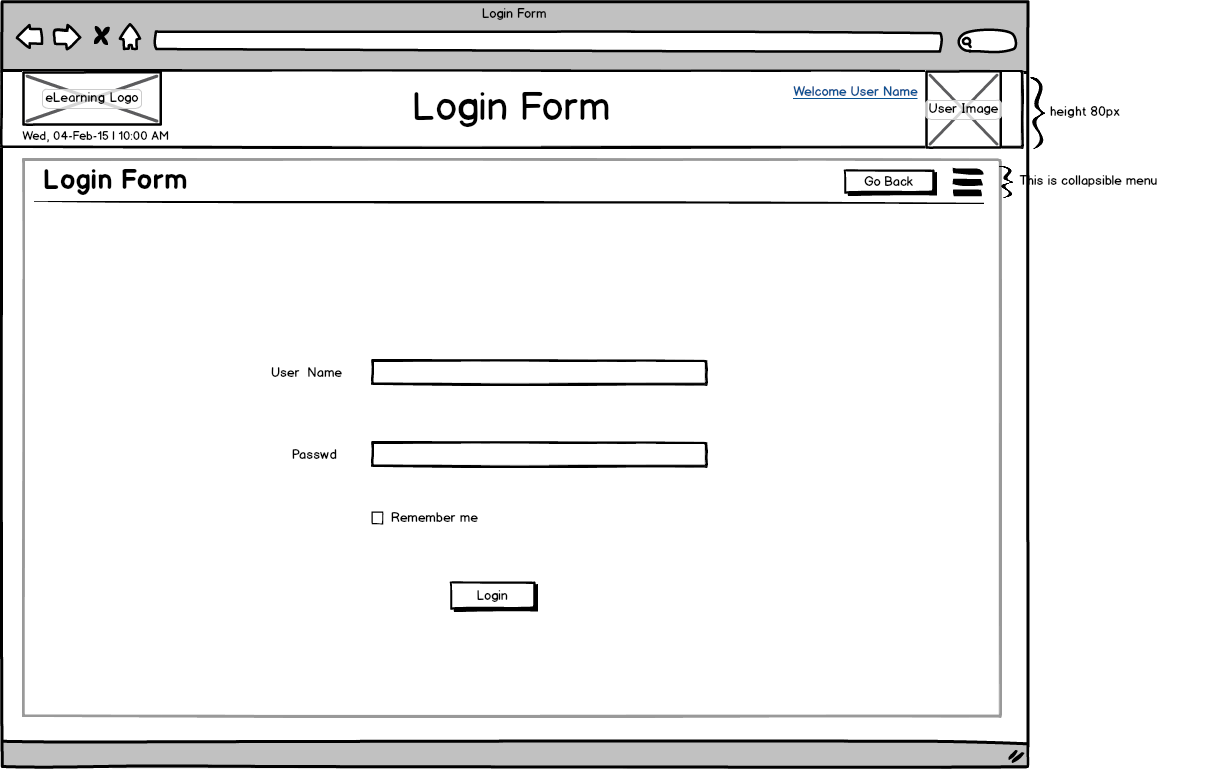 Login Form
eLearning Logo
Wed, 04-Feb-15 | 10:00 AM
Login Form
Welcome User Name
User Image
height 80px
Login Form
Go Back
This is collapsible menu
User Name
Passwd
Remember me
Login